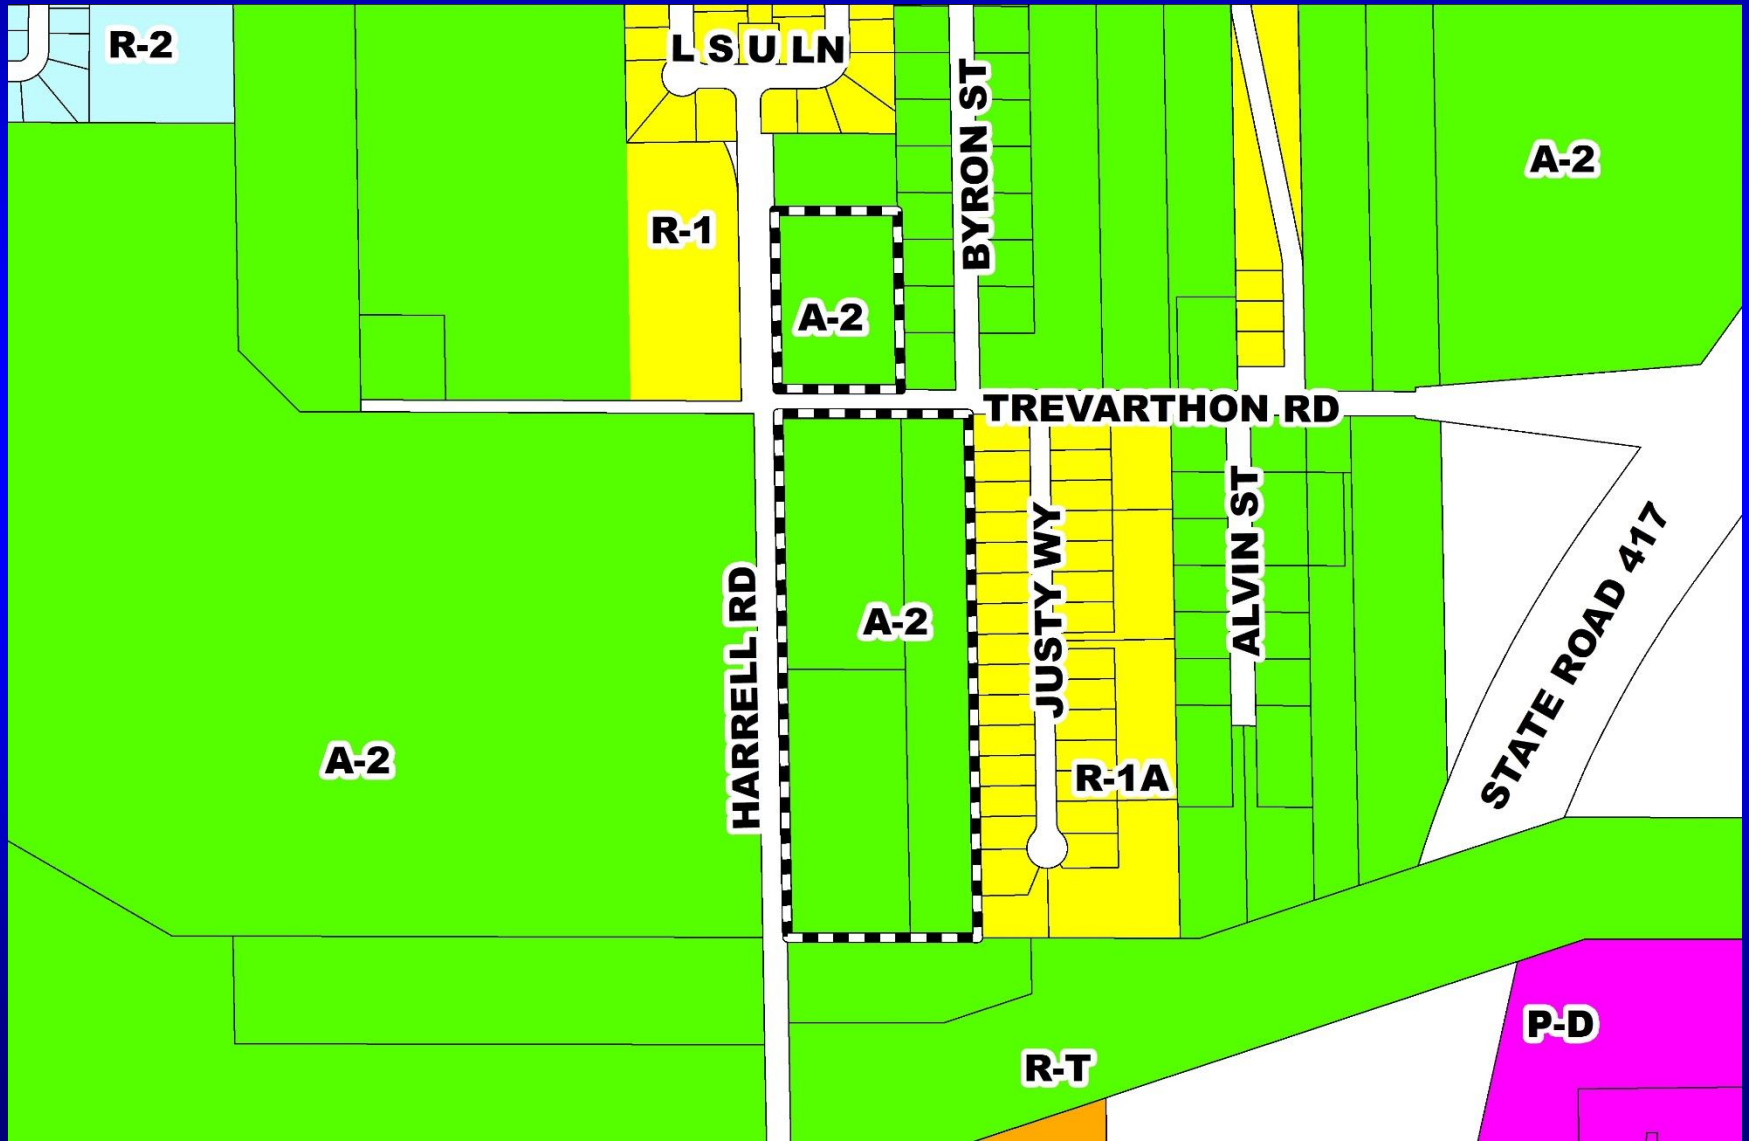 R-2
L S U LN
BYRON ST
A-2
R-1
A-2
TREVARTHON RD
HARRELL RD
A-2
JUSTY WY
ALVIN ST
STATE ROAD 417
A-2
R-1A
P-D
R-T